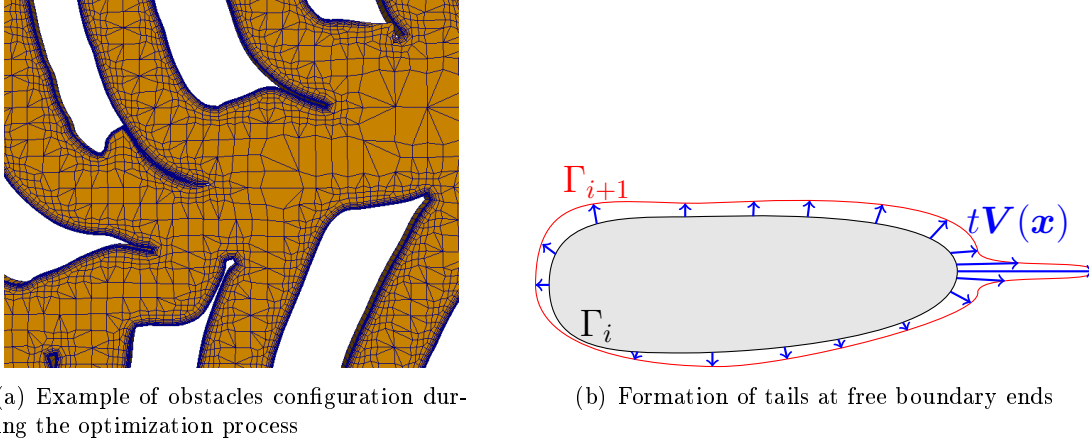 Γi+1
tV(x)
Γi
a) Example of obstacles configuration dur-
ng the optimization process
(b) Formation of tails at free boundary ends